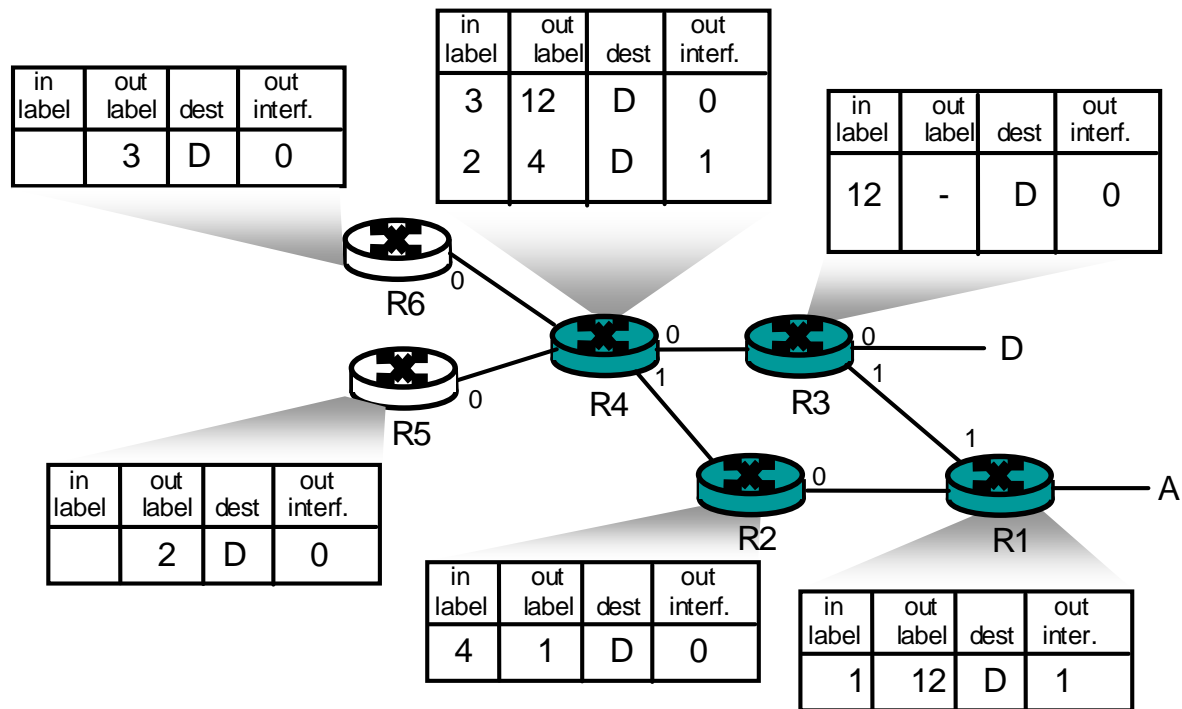 in label | out label | dest | out interf.
3 | D | 0
in label | out label | dest | out interf.
3 | 12 | D | 0
2 | 4 | D | 1
in label | out label | dest | out interf.
12 | - | D | 0
R6
0
R5
0
R4
0
1
R3
0
1
D
R2
0
R1
1
A
in label | out label | dest | out interf.
2 | D | 0
in label | out label | dest | out interf.
4 | 1 | D | 0
in label | out label | dest | out inter.
1 | 12 | D | 1